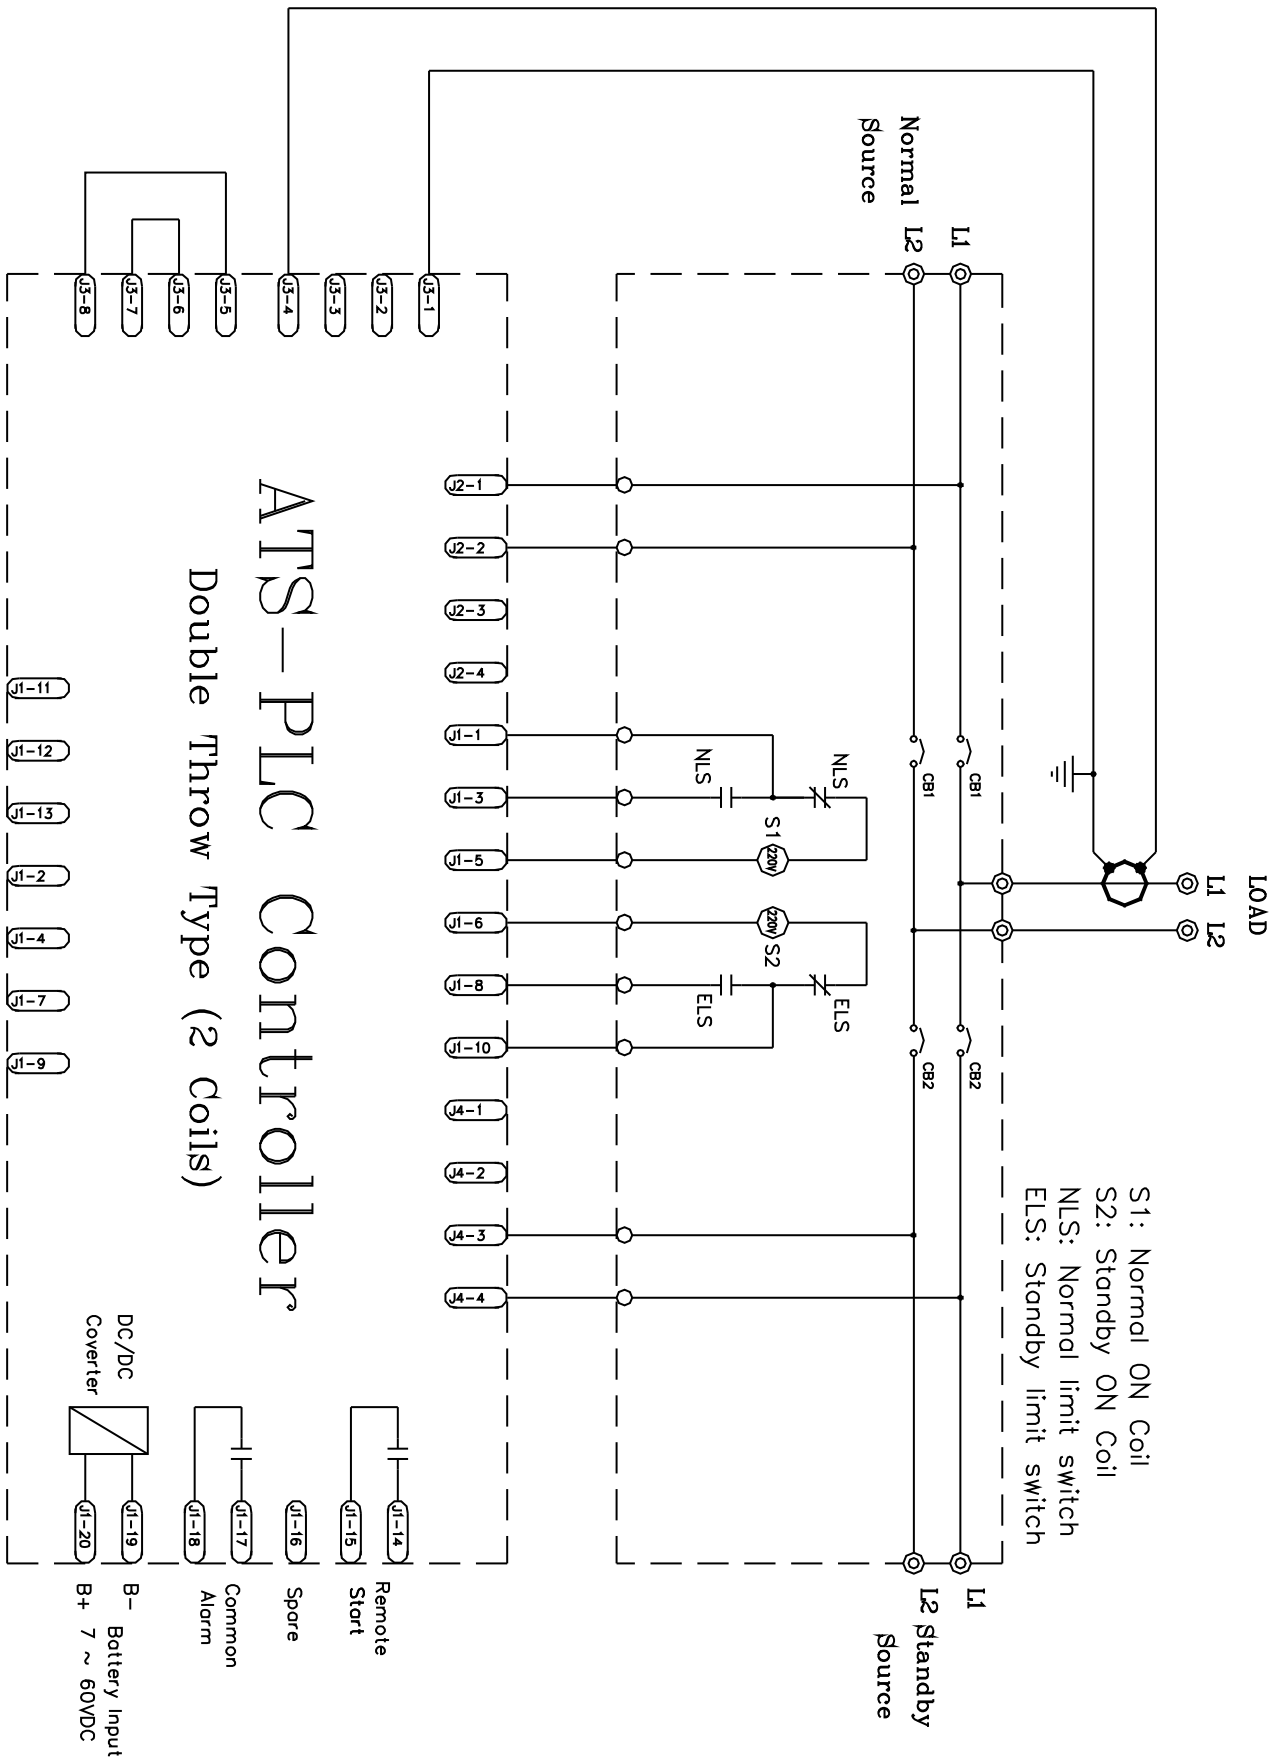 LOAD
L1
L2
S1: Normal ON Coil
S2: Standby ON Coil
NLS: Normal limit switch
ELS: Standby limit switch
Normal
Source
L1
L2
CB1
CB1
CB2
CB2
L1
L2
Standby
Source
NLS
NLS
S1
220V
220V
S2
ELS
ELS
J2-1
J2-2
J2-3
J2-4
J1-1
J1-3
J1-5
J1-6
J1-8
J1-10
J4-1
J4-2
J4-3
J4-4
J3-1
J3-2
J3-3
J3-4
J3-5
J3-6
J3-7
J3-8
ATS-PLC Controller
Double Throw Type (2 Coils)
J1-14
J1-15
Remote
Start
J1-16
Spare
J1-17
J1-18
Common
Alarm
DC/DC
Coverter
J1-19
J1-20
B-
B+
Battery Input
7 ~ 60VDC
J1-11
J1-12
J1-13
J1-2
J1-4
J1-7
J1-9